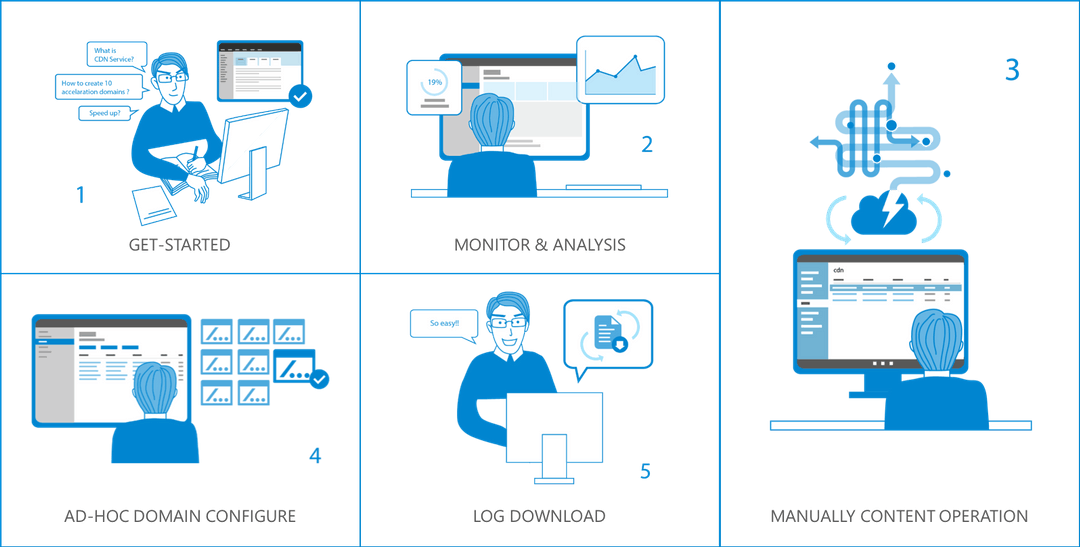 What is
CDN Service?
How to create 10
accelaration domains ?
Speed up?
1
GET-STARTED
19%
2
MONITOR & ANALYSIS
3
cdn
MANUALLY CONTENT OPERATION
4
AD-HOC DOMAIN CONFIGURE
So easy!!
5
LOG DOWNLOAD